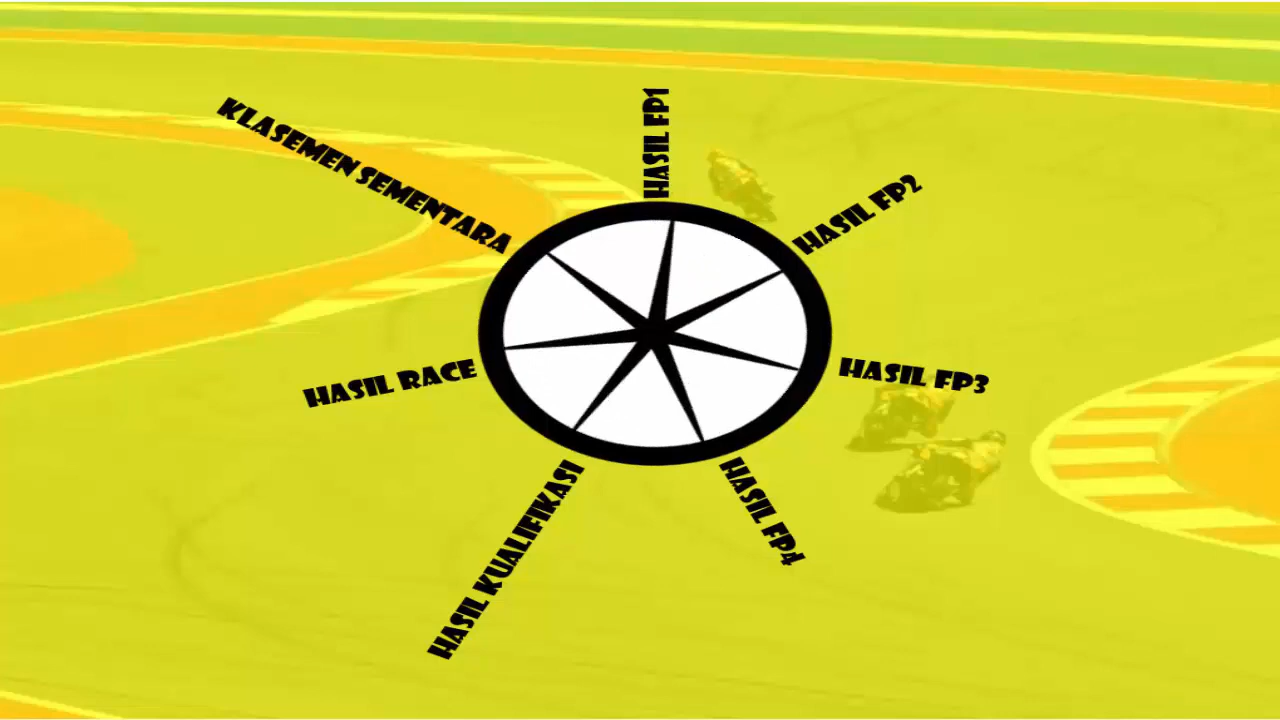 HASIL FP1
HASIL FP2
HASIL FP3
HASIL FP4
HASIL KUALIFIKASI
HASIL RACE
KLASEMEN SEMENTARA